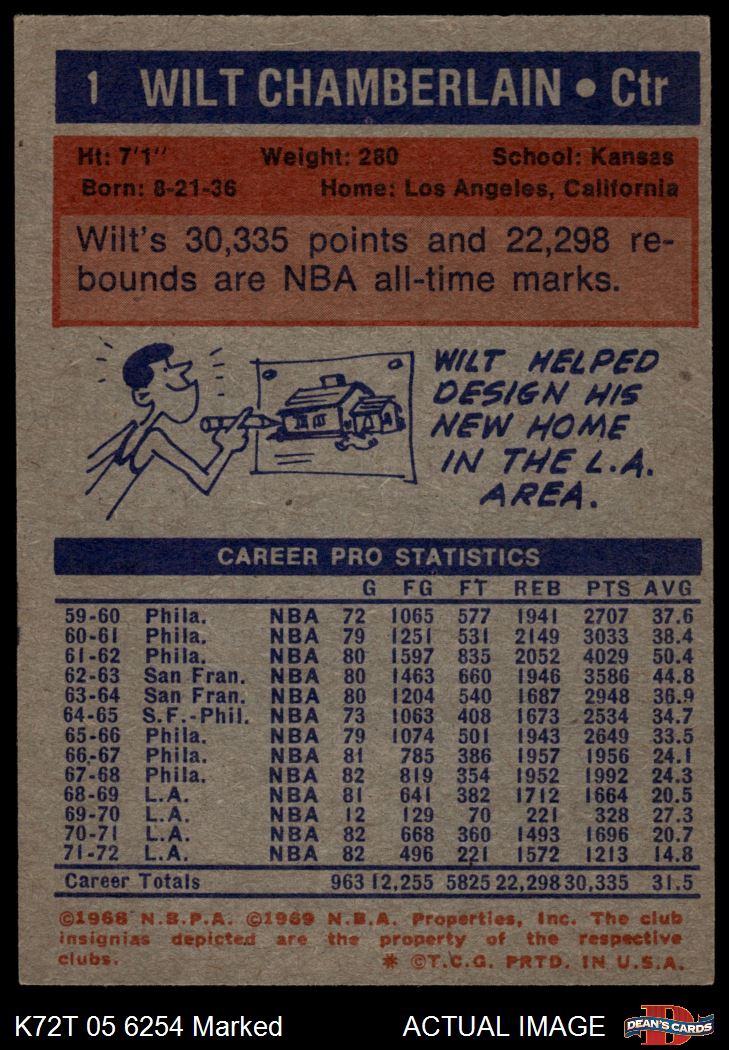 1 WILT CHAMBERLAIN • Ctr
Ht: 7'1'' Weight: 280 School: Kansas
Born: 8-21-36 Home: Los Angeles, California
Wilt's 30,335 points and 22,298 re-
bounds are NBA all-time marks.
WILT HELPED
DESIGN HIS
NEW HOME
IN THE L.A.
AREA.
CAREER PRO STATISTICS
G FG FT REB PTS AVG
59-60 Phila. NBA 72 1065 577 1941 2707 37.6
60-61 Phila. NBA 79 1251 531 2149 3033 38.4
61-62 Phila. NBA 80 1597 835 2052 4029 50.4
62-63 San Fran. NBA 80 1463 660 1946 3586 44.8
63-64 San Fran. NBA 80 1204 540 1687 2948 36.9
64-65 S.F.-Phil. NBA 73 1063 408 1673 2534 34.7
65-66 Phila. NBA 79 1074 501 1943 2649 33.5
66-67 Phila. NBA 81 785 386 1957 1956 24.1
67-68 Phila. NBA 82 819 354 1952 1992 24.3
68-69 L.A. NBA 81 641 382 1712 1664 20.5
69-70 L.A. NBA 12 129 70 221 328 27.3
70-71 L.A. NBA 82 668 360 1493 1696 20.7
71-72 L.A. NBA 82 496 221 1572 1213 14.8
Career Totals 963 12,255 5825 22,298 30,335 31.5
©1968 N.B.P.A. ©1969 N.B.A. Properties, Inc. The club
insignias depicted are the property of the respective
clubs. * ©T.C.G. PRTD. IN U.S.A.
K72T 05 6254 Marked ACTUAL IMAGE D DEAN'S CARDS